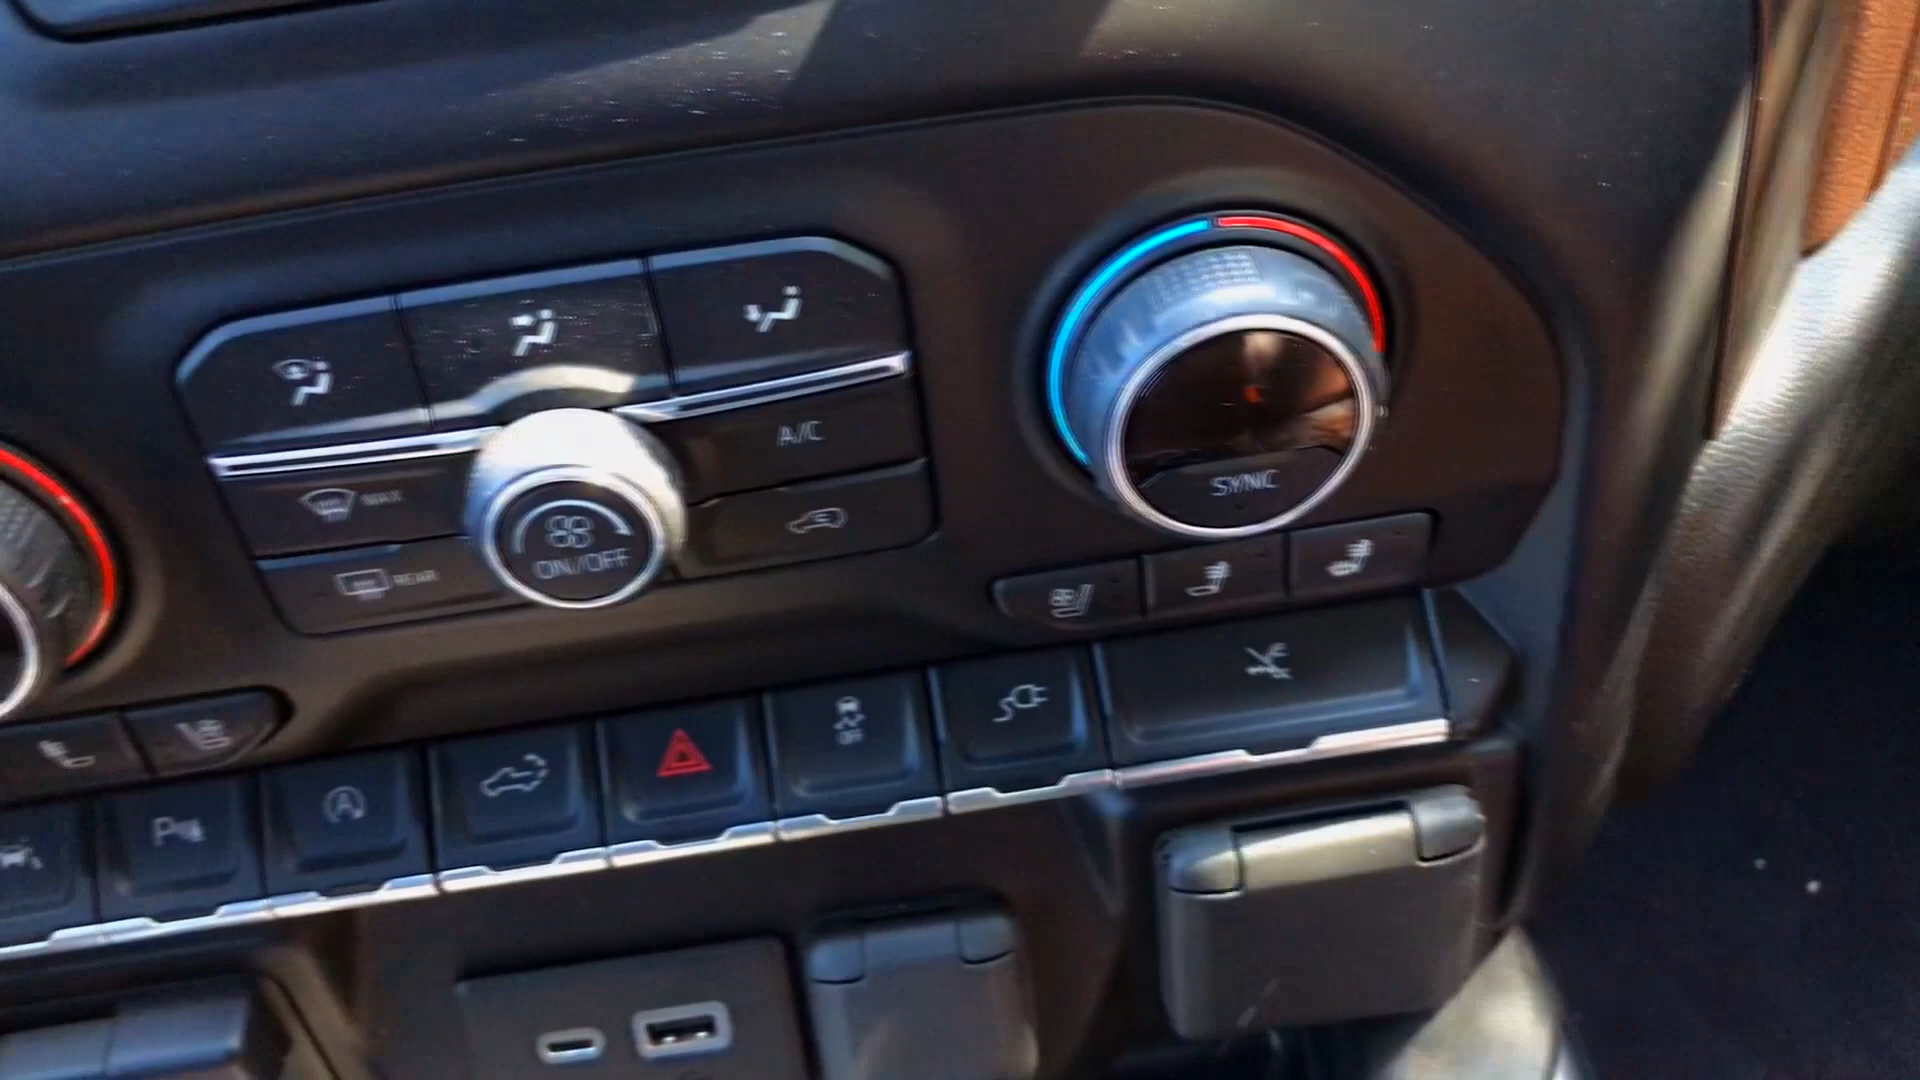 A/C
MAX
SYNC
ON/OFF
REAR
OFF
A
P